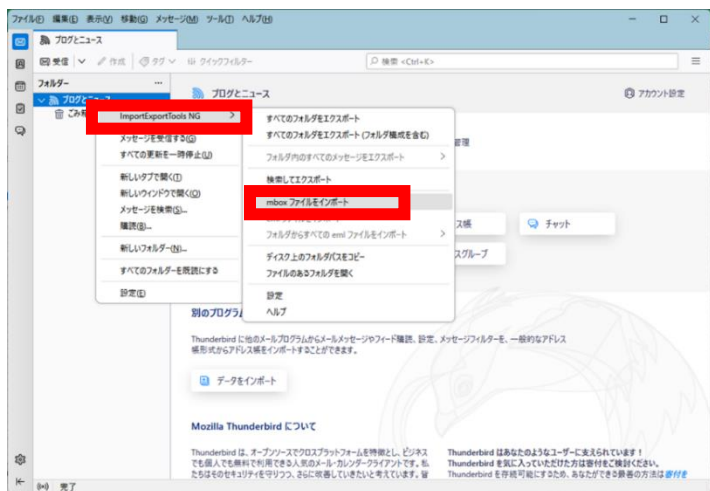 ファイル(F) 編集(E) 表示(V) 移動(G) メッセージ(M) ツール(T) ヘルプ(H)
ブログとニュース
受信 作成 タグ クイックフィルター 検索 <Ctrl+K>
フォルダー ...
ブログとニュース
ブログとニュース
アカウント設定
ImportExportTools NG
メッセージを受信する(G)
すべての更新を一時停止(U)
新しいタブで開く(T)
新しいウィンドウで開く(O)
メッセージを検索(S)...
購読(B)...
新しいフォルダー(N)...
すべてのフォルダーを既読にする
設定(E)
すべてのフォルダをエクスポート
すべてのフォルダをエクスポート (フォルダ構成を含む)
フォルダ内のすべてのメッセージをエクスポート
検索してエクスポート
mbox ファイルをインポート
フォルダからすべての eml ファイルをインポート
ディスク上のフォルダパスをコピー
ファイルのあるフォルダを開く
設定
ヘルプ
管理
ス帳
チャット
スグループ
別のプログラ
Thunderbird に他のメールプログラムからメールメッセージやフィード購読、設定、メッセージフィルターを、一般的なアドレス
帳形式からアドレス帳をインポートすることができます。
データをインポート
Mozilla Thunderbird について
Thunderbird は、オープンソースでクロスプラットフォームを特徴とし、ビジネス
でも個人でも無料で利用できる人気のメール・カレンダークライアントです。私
たちはそのセキュリティを守りつつ、さらに改善していきたいと考えています。皆
Thunderbird はあなたのようなユーザーに支えられています！
Thunderbird を気に入っていただけた方は寄付をご検討ください。
Thunderbird を存続可能にするため、あなたができる最善の方法は寄付を
完了